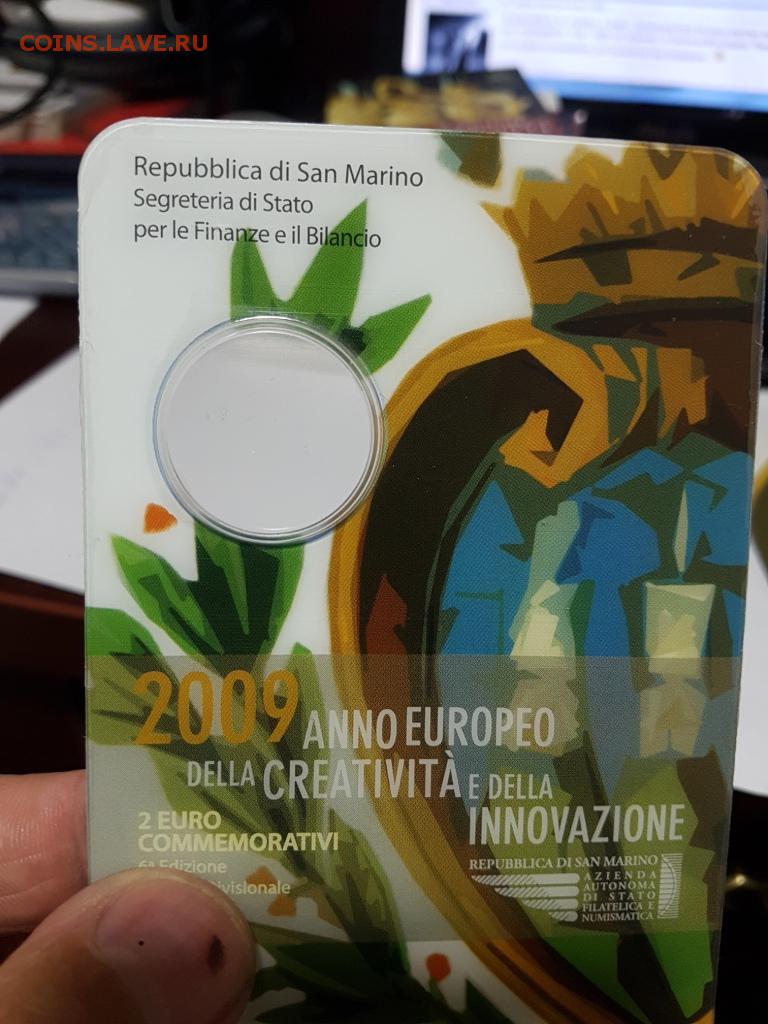 COINS.LAVE.RU
Repubblica di San Marino
Segreteria di Stato
per le Finanze e il Bilancio
2009 ANNO EUROPEO
DELLA CREATIVITÀ E DELLA
INNOVAZIONE
2 EURO
COMMEMORATIVI
6ª Edizione
REPUBBLICA DI SAN MARINO
AZIENDA
AUTONOMA
DI STATO
FILATELICA E
NUMISMATICA